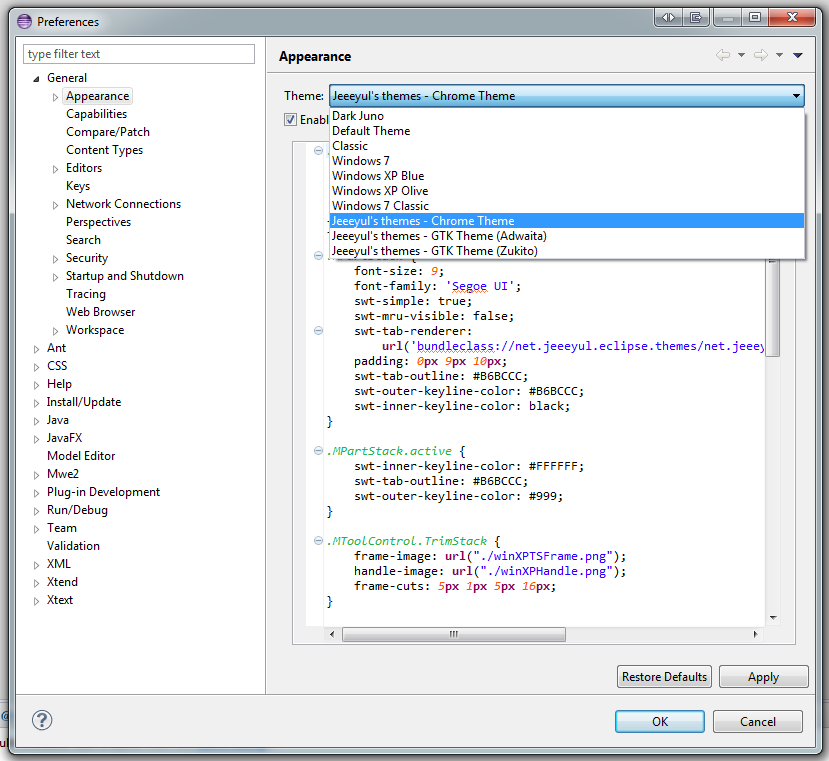 Preferences
type filter text
General
Appearance
Capabilities
Compare/Patch
Content Types
Editors
Keys
Network Connections
Perspectives
Search
Security
Startup and Shutdown
Tracing
Web Browser
Workspace
Ant
CSS
Help
Install/Update
Java
JavaFX
Model Editor
Mwe2
Plug-in Development
Run/Debug
Team
Validation
XML
Xtend
Xtext
Appearance
Theme: Jeeeyul's themes - Chrome Theme
Enabl
Dark Juno
Default Theme
Classic
Windows 7
Windows XP Blue
Windows XP Olive
Windows 7 Classic
Jeeeyul's themes - Chrome Theme
Jeeeyul's themes - GTK Theme (Adwaita)
Jeeeyul's themes - GTK Theme (Zukito)
font-size: 9;
font-family: 'Segoe UI';
swt-simple: true;
swt-mru-visible: false;
swt-tab-renderer:
url('bundleclass://net.jeeeyul.eclipse.themes/net.jeeey
padding: 0px 9px 10px;
swt-tab-outline: #B6BCCC;
swt-outer-keyline-color: #B6BCCC;
swt-inner-keyline-color: black;
}
.MPartStack.active {
swt-inner-keyline-color: #FFFFFF;
swt-tab-outline: #B6BCCC;
swt-outer-keyline-color: #999;
}
.MToolControl.TrimStack {
frame-image: url("./winXPTSFrame.png");
handle-image: url("./winXPHandle.png");
frame-cuts: 5px 1px 5px 16px;
}
Restore Defaults
Apply
OK
Cancel